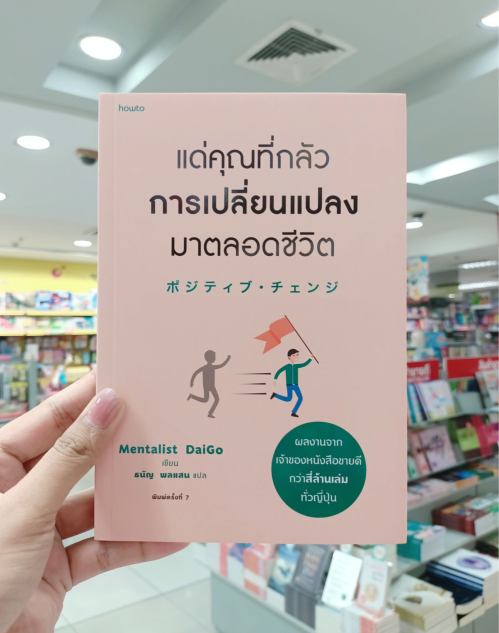 howto
แด่คุณที่กลัว
การเปลี่ยนแปลง
มาตลอดชีวิต
ポジティブ・チェンジ
Mentalist DaiGo
เขียน
ธนัญ พลแสน แปล
พิมพ์ครั้งที่ 7
ผลงานจาก
เจ้าของหนังสือขายดี
กว่าสี่ล้านเล่ม
ทั่วญี่ปุ่น